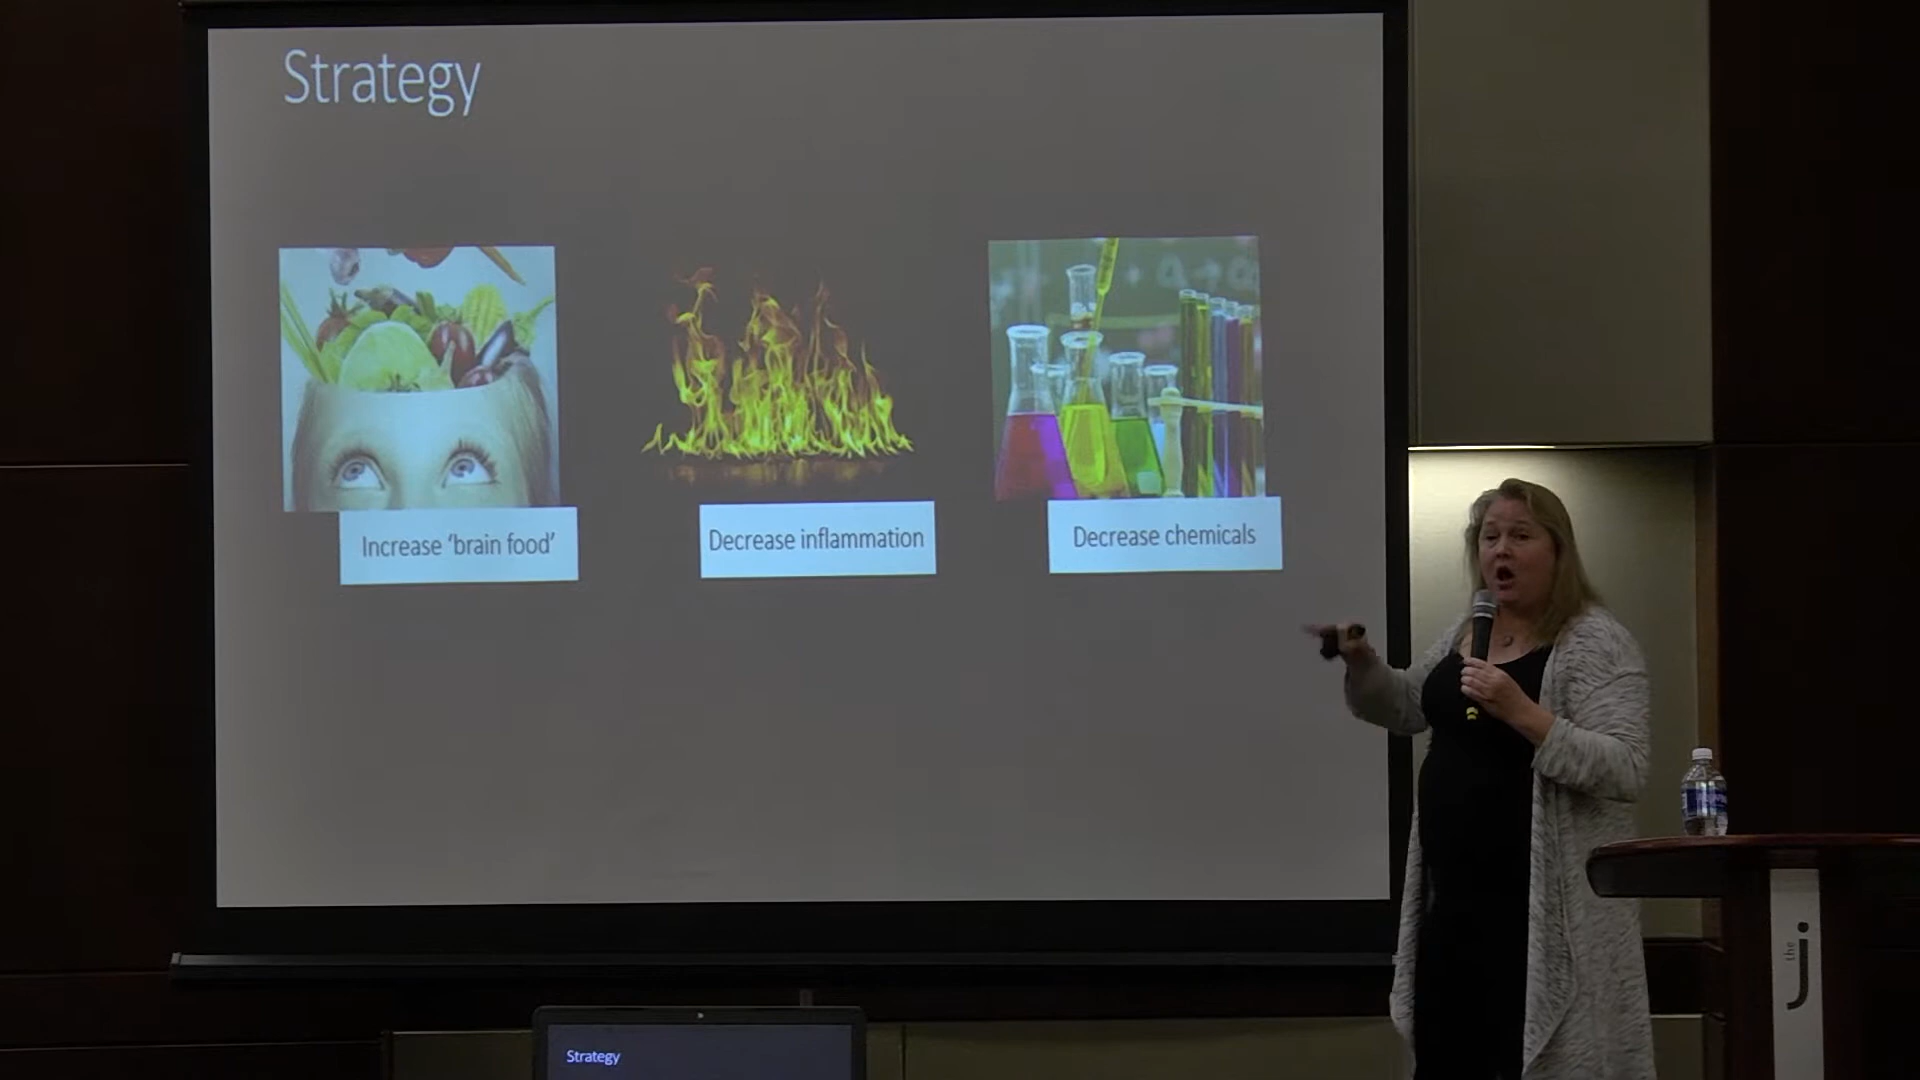 Strategy
Increase ‘brain food’
Decrease inflammation
Decrease chemicals
the j
Strategy